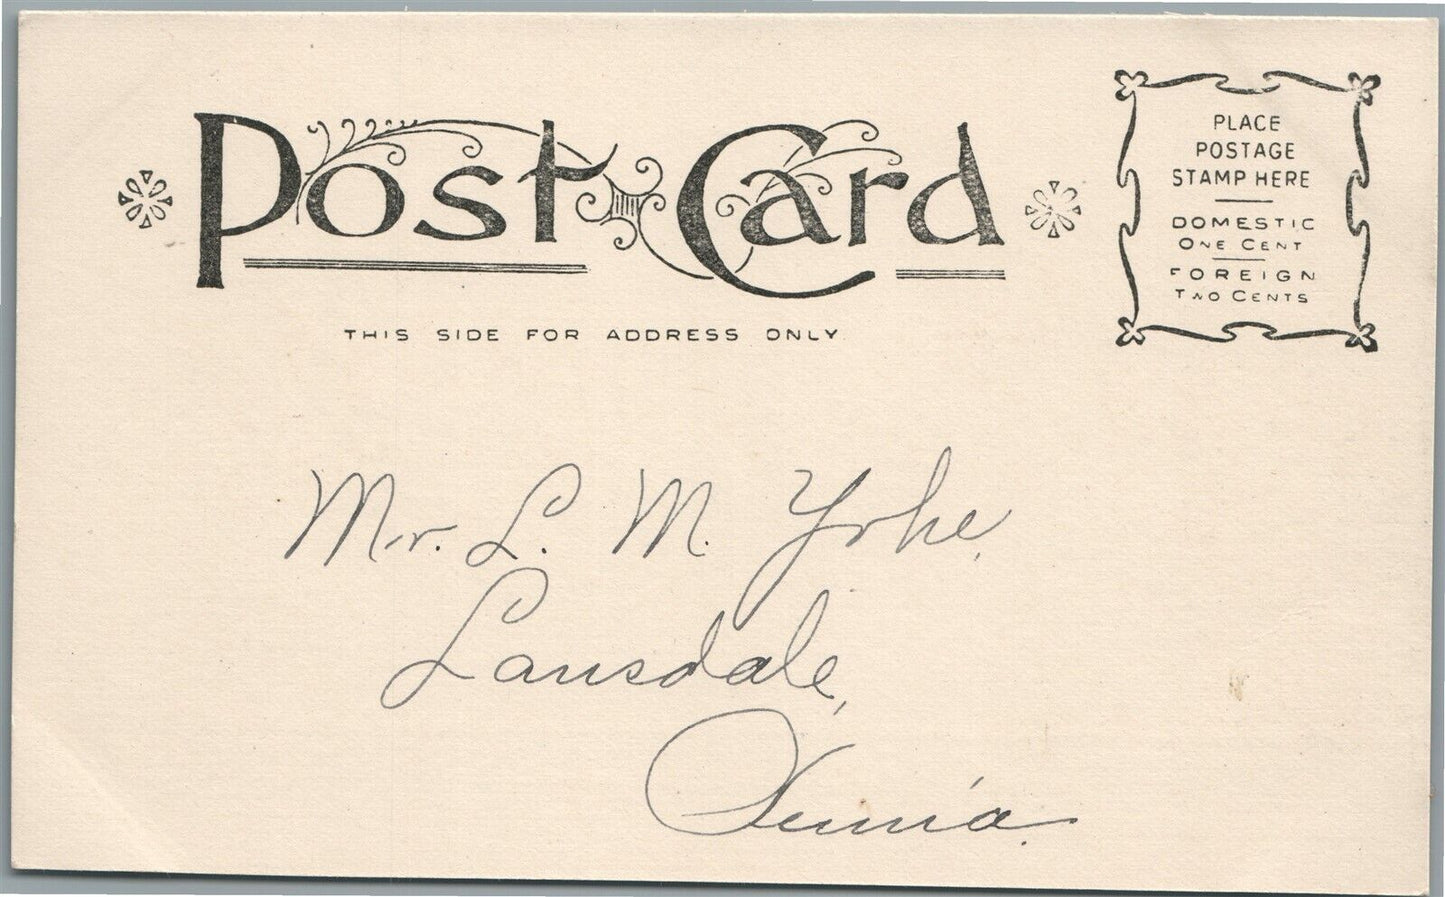 Post Card
THIS SIDE FOR ADDRESS ONLY
PLACE
POSTAGE
STAMP HERE
DOMESTIC
ONE CENT
FOREIGN
TWO CENTS
Mr. L. M. Yohe,
Lansdale,
Penn'a.